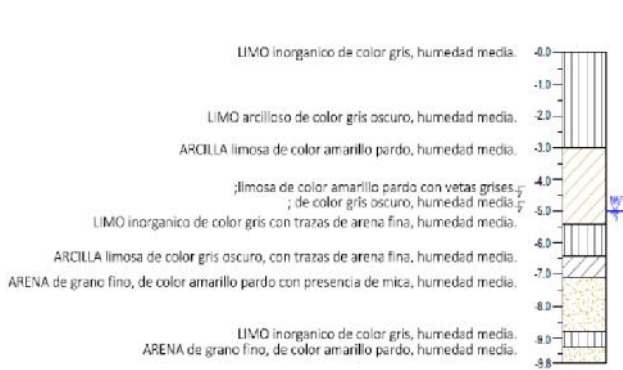 LIMO inorganico de color gris, humedad media. -0.0
-1.0
LIMO arcilloso de color gris oscuro, humedad media. -2.0
ARCILLA limosa de color amarillo pardo, humedad media. -3.0
;limosa de color amarillo pardo con vetas grises. -4.0
; de color gris oscuro, humedad media. -5.0
LIMO inorganico de color gris con trazas de arena fina, humedad media.
-6.0
ARCILLA limosa de color gris oscuro, con trazas de arena fina, humedad media.
-7.0
ARENA de grano fino, de color amarillo pardo con presencia de mica, humedad media.
-8.0
LIMO inorganico de color gris, humedad media. -9.0
ARENA de grano fino, de color amarillo pardo, humedad media.
-9.8